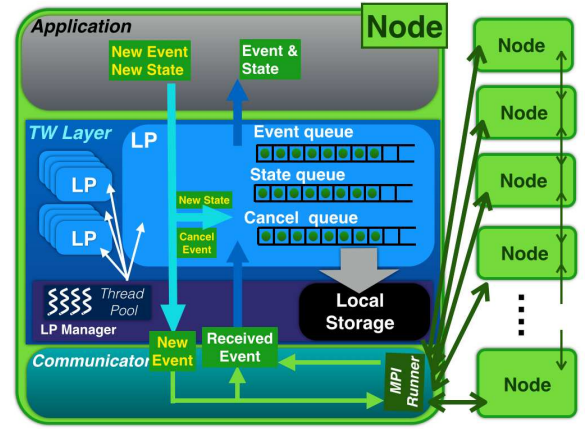 Application
Node
New Event
New State
Event &
State
TW Layer
LP
Event queue
State queue
Cancel queue
LP
LP
New State
Cancel
Event
Thread
Pool
LP Manager
Local
Storage
New
Event
Received
Event
Communicator
MPI
Runner
Node
Node
Node
Node
Node